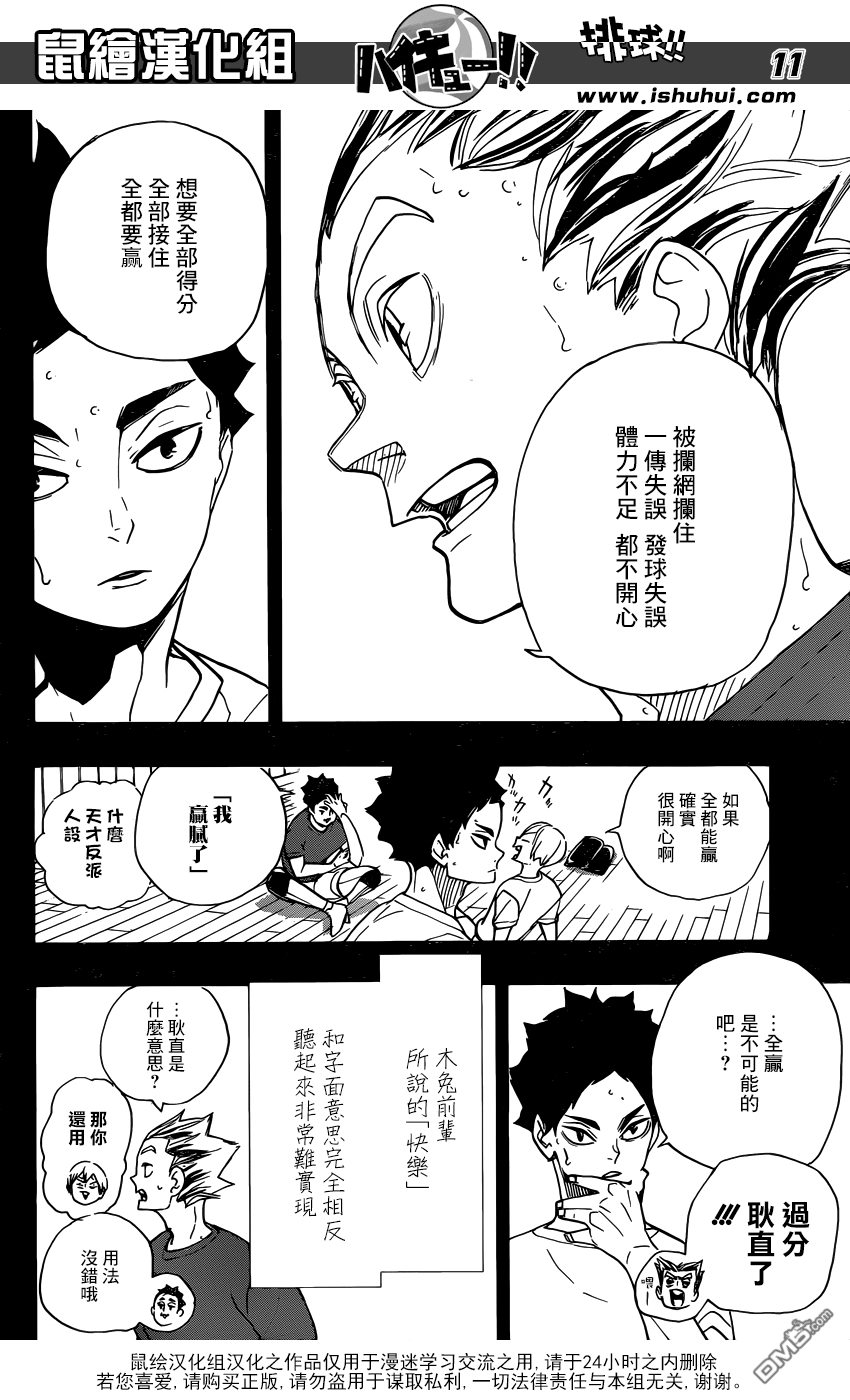 鼠繪漢化組
ハイキュー!!
排球!!
11
www.ishuhui.com
被攔網攔住
一傳失誤 發球失誤
體力不足 都不開心
想要全部得分
全部接住
全都要贏
如果
全都能贏
確實
很開心啊
「我
贏膩了」
什麼
天才反派
人設
…全贏
是不可能的
吧…?
過分
耿直了
!!!
喂
木兔前輩
所說的「快樂」
和字面意思完全相反
聽起來非常難實現
…耿直是
什麼意思?
那你
還用
用法
沒錯哦
鼠绘汉化组汉化之作品仅用于漫迷学习交流之用, 请于24小时之内删除
若您喜爱, 请购买正版, 请勿用于谋取私利, 一切法律责任与本组无关, 谢谢.
DM5.com